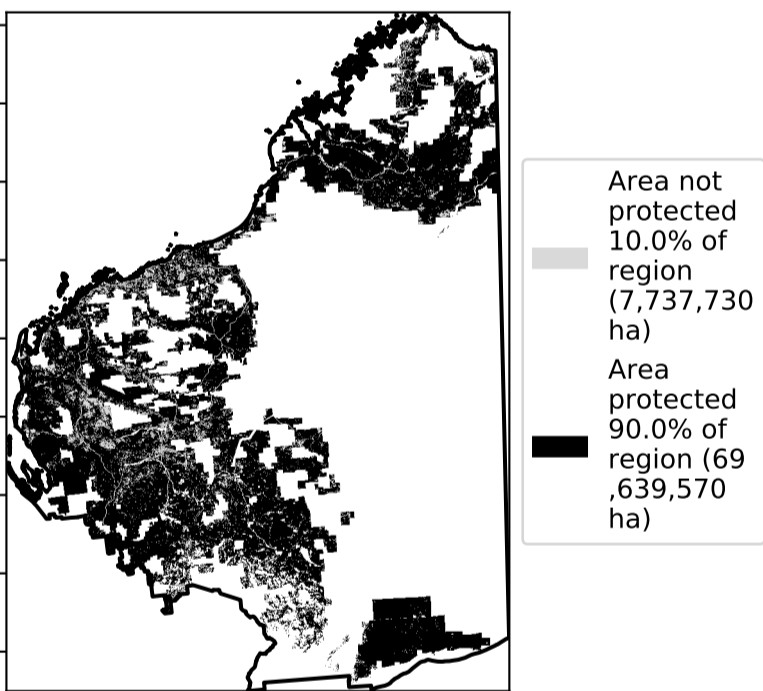 Area not
protected
10.0% of
region
(7,737,730
ha)
Area
protected
90.0% of
region (69
,639,570
ha)